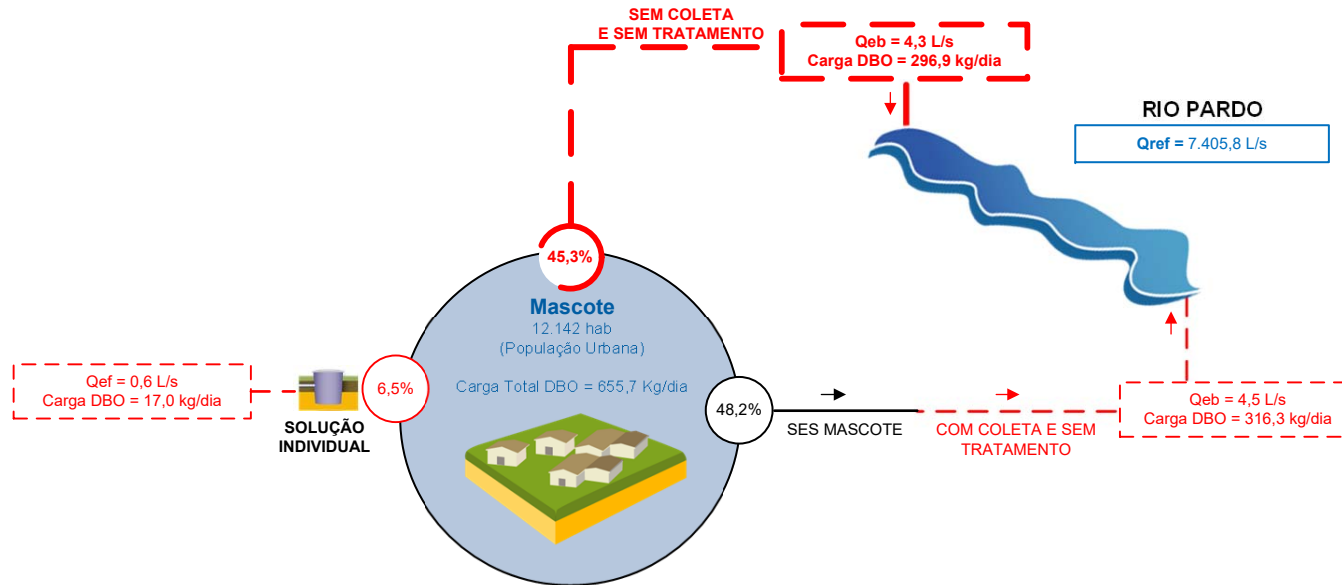 SEM COLETA
E SEM TRATAMENTO
Qeb = 4,3 L/s
Carga DBO = 296,9 kg/dia
RIO PARDO
Qref = 7.405,8 L/s
45,3%
Mascote
12.142 hab
(População Urbana)
Carga Total DBO = 655,7 Kg/dia
Qef = 0,6 L/s
Carga DBO = 17,0 kg/dia
SOLUÇÃO
INDIVIDUAL
6,5%
48,2%
SES MASCOTE
COM COLETA E SEM
TRATAMENTO
Qeb = 4,5 L/s
Carga DBO = 316,3 kg/dia